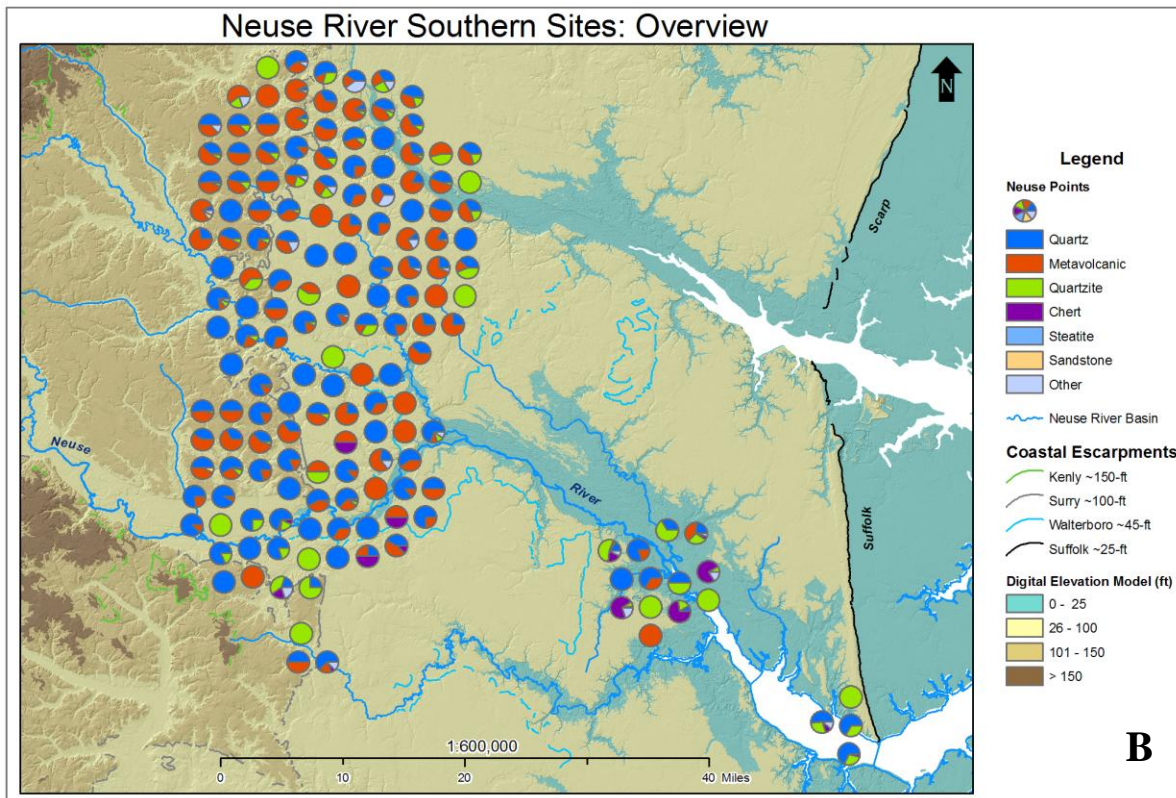 Neuse River Southern Sites: Overview
N
Scarp
Suffolk
Neuse
River
1:600,000
0 10 20 40 Miles
Legend
Neuse Points
Quartz
Metavolcanic
Quartzite
Chert
Steatite
Sandstone
Other
Neuse River Basin
Coastal Escarpments
Kenly ~150-ft
Surry ~100-ft
Walterboro ~45-ft
Suffolk ~25-ft
Digital Elevation Model (ft)
0 - 25
26 - 100
101 - 150
> 150
B